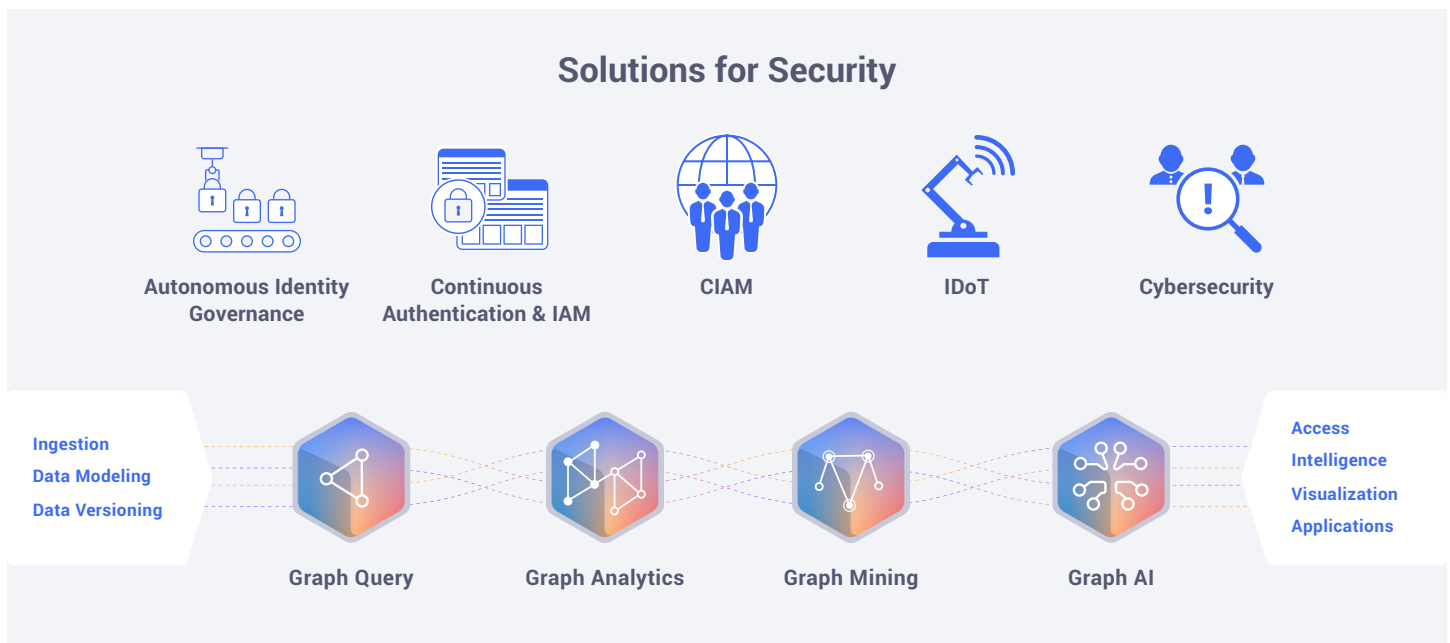 Solutions for Security
Autonomous Identity
Governance
Continuous
Authentication & IAM
CIAM
IDoT
Cybersecurity
Ingestion
Data Modeling
Data Versioning
Graph Query
Graph Analytics
Graph Mining
Graph AI
Access
Intelligence
Visualization
Applications